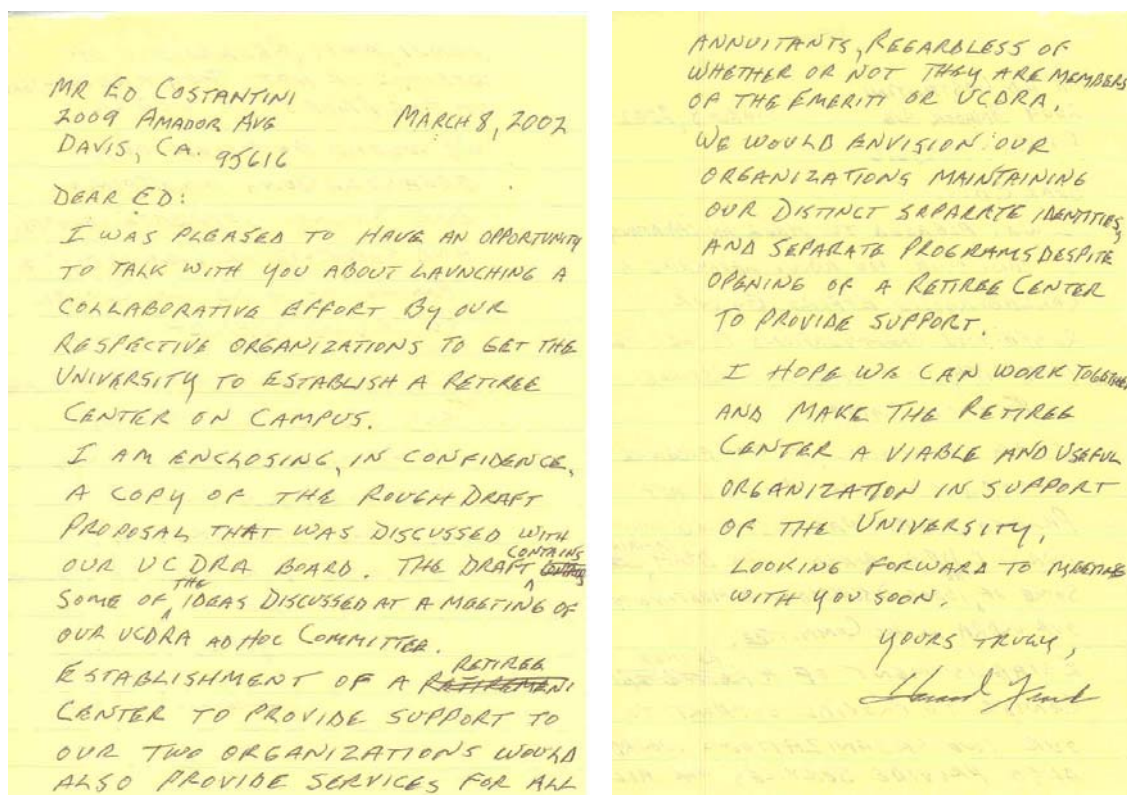 MR ED COSTANTINI
2009 AMADOR AVE MARCH 8, 2002
DAVIS, CA. 95616
DEAR ED:
I WAS PLEASED TO HAVE AN OPPORTUNITY
TO TALK WITH YOU ABOUT LAUNCHING A
COLLABORATIVE EFFORT BY OUR
RESPECTIVE ORGANIZATIONS TO GET THE
UNIVERSITY TO ESTABLISH A RETIREE
CENTER ON CAMPUS.
I AM ENCLOSING, IN CONFIDENCE,
A COPY OF THE ROUGH DRAFT
PROPOSAL THAT WAS DISCUSSED WITH
OUR UCDRA BOARD. THE DRAFT CONTAINS
SOME OF THE IDEAS DISCUSSED AT A MEETING OF
OUR UCDRA AD HOC COMMITTEE.
ESTABLISHMENT OF A RETIREE RETIREMENT
CENTER TO PROVIDE SUPPORT TO
OUR TWO ORGANIZATIONS WOULD
ALSO PROVIDE SERVICES FOR ALL
ANNUITANTS, REGARDLESS OF
WHETHER OR NOT THEY ARE MEMBERS
OF THE EMERITI OR UCDRA.
WE WOULD ENVISION OUR
ORGANIZATIONS MAINTAINING
OUR DISTINCT SEPARATE IDENTITIES,
AND SEPARATE PROGRAMS DESPITE
OPENING OF A RETIREE CENTER
TO PROVIDE SUPPORT.
I HOPE WE CAN WORK TOGETHER
AND MAKE THE RETIREE
CENTER A VIABLE AND USEFUL
ORGANIZATION IN SUPPORT
OF THE UNIVERSITY.
LOOKING FORWARD TO MEETING
WITH YOU SOON.
YOURS TRULY,